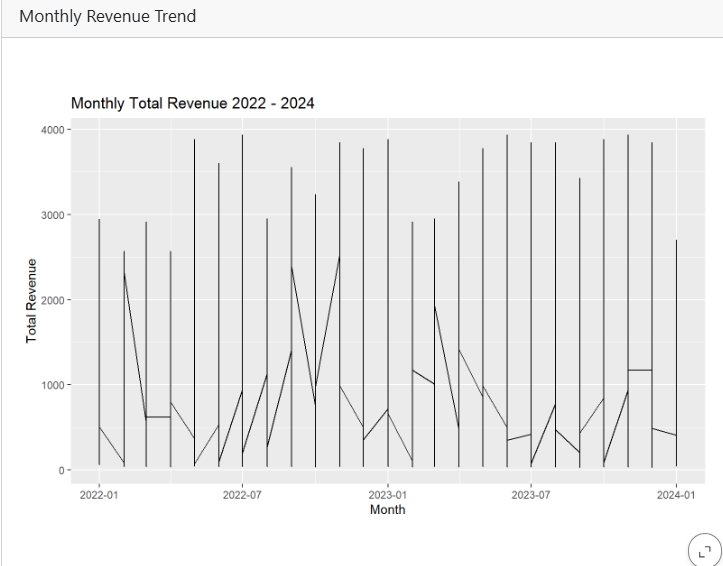 Monthly Revenue Trend
Monthly Total Revenue 2022 - 2024
4000
3000
2000
1000
0
Total Revenue
2022-01 2022-07 2023-01 2023-07 2024-01
Month